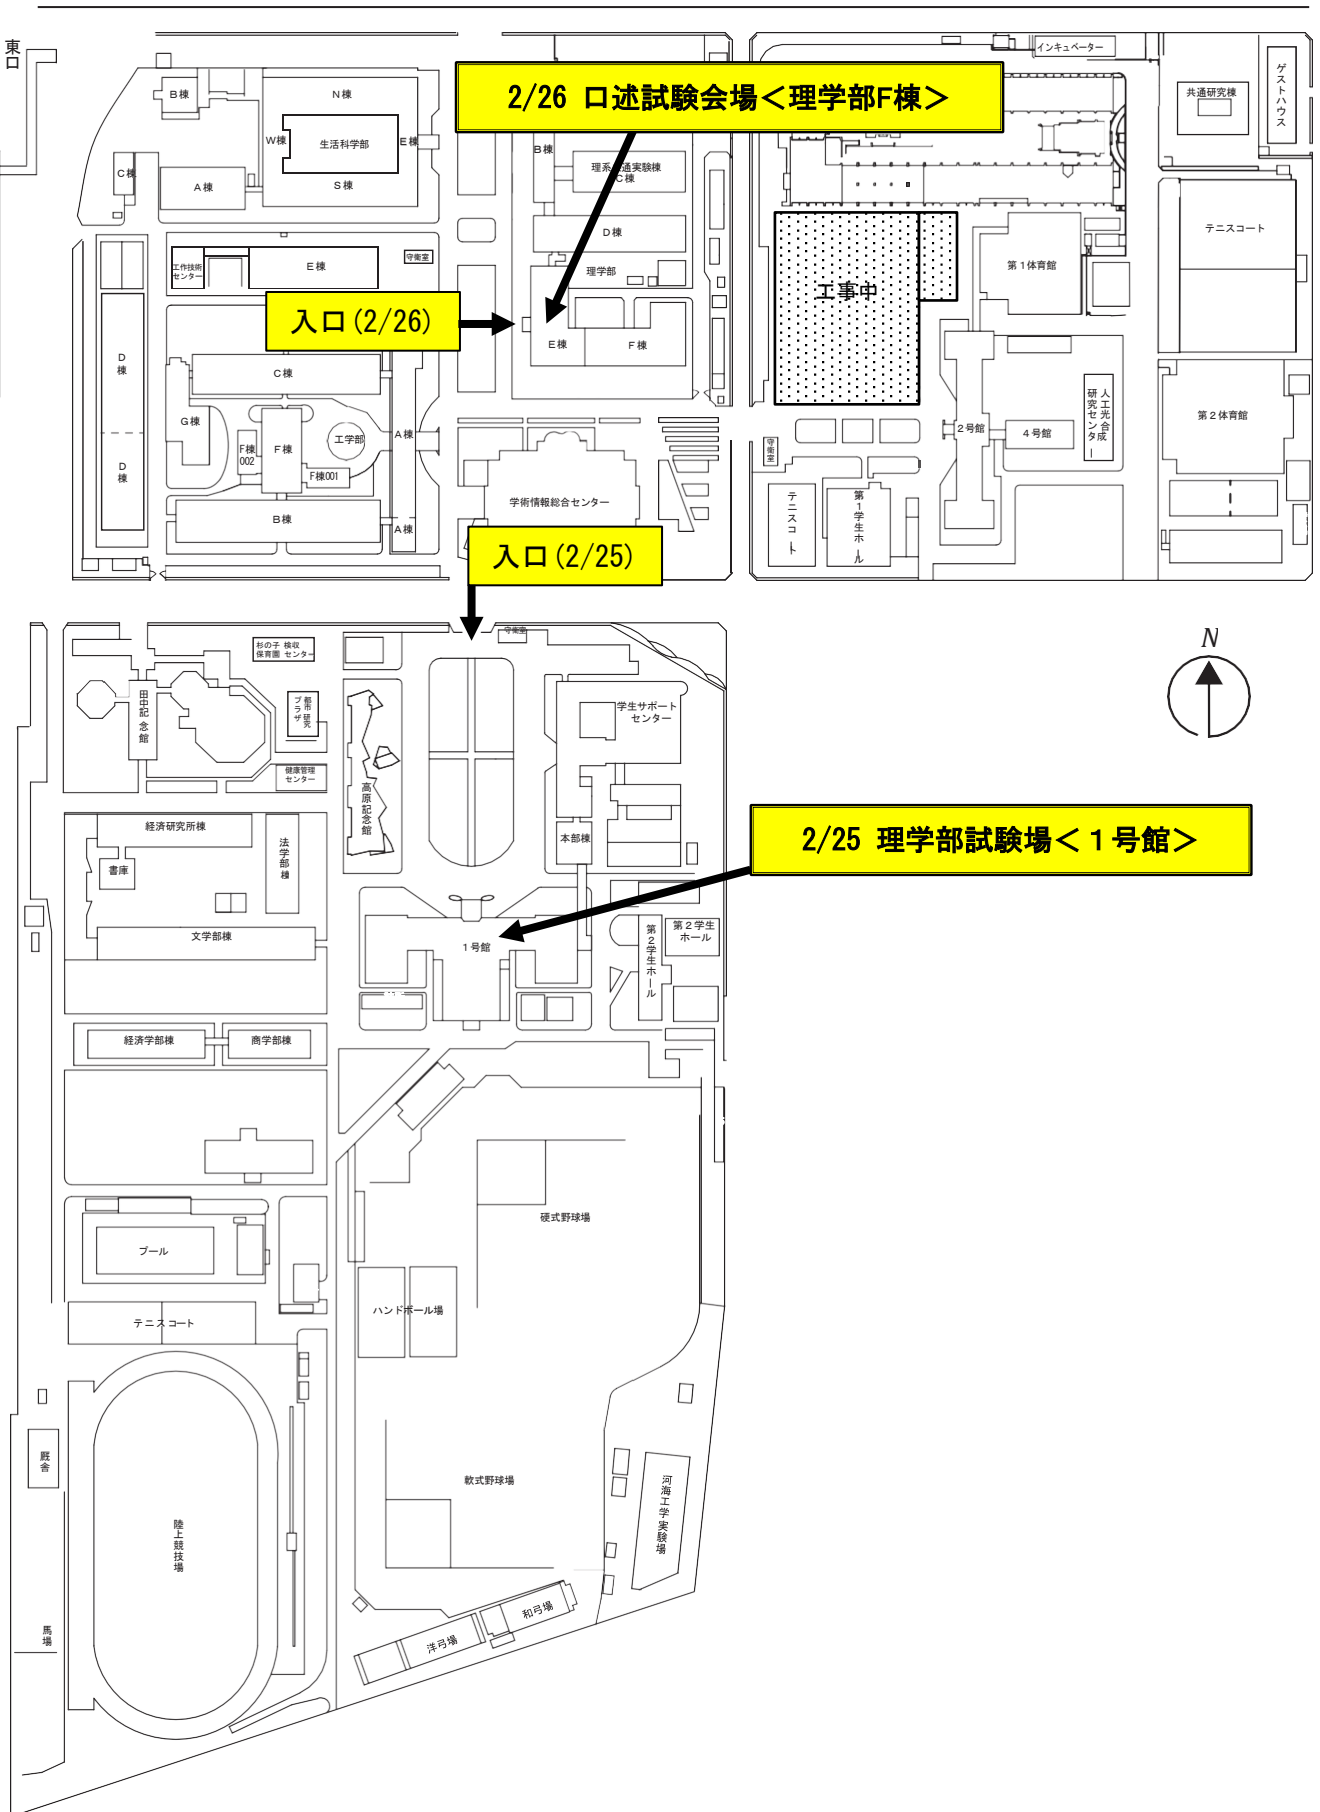 東口
インキュベーター
ゲストハウス
共通研究棟
B棟
N棟
W棟
生活科学部
E棟
C棟
A棟
S棟
2/26 口述試験会場＜理学部F棟＞
B棟
理系共通実験棟
C棟
D棟
理学部
テニスコート
第1体育館
工事中
工作技術
センター
E棟
守衛室
入口(2/26)
E棟
F棟
D棟
C棟
G棟
F棟
002
F棟
工学部
A棟
F棟001
D棟
B棟
A棟
学術情報総合センター
守衛室
2号館
4号館
人工光合成
研究センター
第2体育館
テニスコート
第1学生ホール
入口(2/25)
守衛室
杉の子 検収
保育園 センター
田中記念館
都市研究
プラザ
健康管理
センター
高原記念館
学生サポート
センター
本部棟
N
2/25 理学部試験場＜１号館＞
経済研究所棟
書庫
法学部棟
文学部棟
1号館
第2学生ホール
第2学生
ホール
経済学部棟
商学部棟
硬式野球場
プール
ハンドボール場
テニスコート
厩舎
軟式野球場
河海工学実験場
陸上競技場
馬場
洋弓場
和弓場